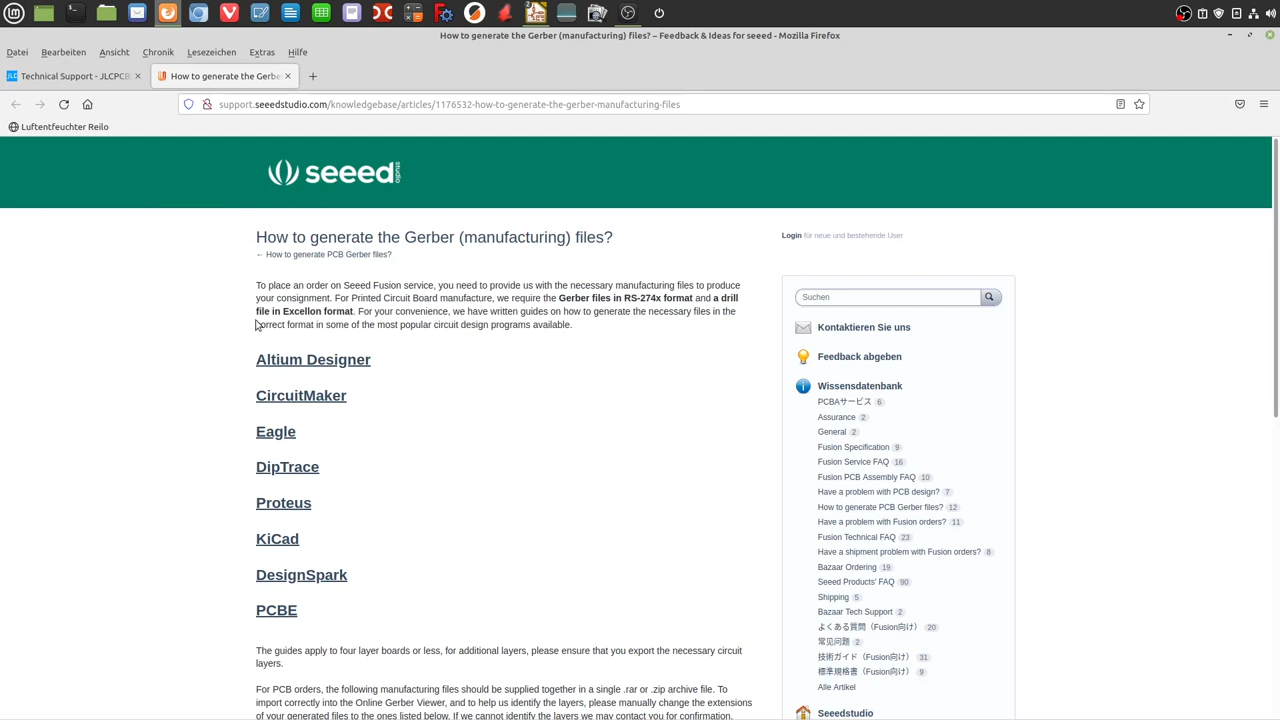 How to generate the Gerber (manufacturing) files? – Feedback & Ideas for seeed - Mozilla Firefox
Datei Bearbeiten Ansicht Chronik Lesezeichen Extras Hilfe
JLC Technical Support - JLCPCB
How to generate the Gerbe
support.seeedstudio.com/knowledgebase/articles/1176532-how-to-generate-the-gerber-manufacturing-files
Luftentfeuchter Reilo
seeed studio
How to generate the Gerber (manufacturing) files?
← How to generate PCB Gerber files?
To place an order on Seeed Fusion service, you need to provide us with the necessary manufacturing files to produce
your consignment. For Printed Circuit Board manufacture, we require the Gerber files in RS-274x format and a drill
file in Excellon format. For your convenience, we have written guides on how to generate the necessary files in the
correct format in some of the most popular circuit design programs available.
Altium Designer
CircuitMaker
Eagle
DipTrace
Proteus
KiCad
DesignSpark
PCBE
The guides apply to four layer boards or less, for additional layers, please ensure that you export the necessary circuit
layers.
For PCB orders, the following manufacturing files should be supplied together in a single .rar or .zip archive file. To
import correctly into the Online Gerber Viewer, and to help us identify the layers, please manually change the extensions
of your generated files to the ones listed below. If we cannot identify the layers we may contact you for confirmation,
Login für neue und bestehende User
Suchen
Kontaktieren Sie uns
Feedback abgeben
Wissensdatenbank
PCBAサービス 6
Assurance 2
General 2
Fusion Specification 9
Fusion Service FAQ 16
Fusion PCB Assembly FAQ 10
Have a problem with PCB design? 7
How to generate PCB Gerber files? 12
Have a problem with Fusion orders? 11
Fusion Technical FAQ 23
Have a shipment problem with Fusion orders? 8
Bazaar Ordering 19
Seeed Products' FAQ 90
Shipping 5
Bazaar Tech Support 2
よくある質問（Fusion向け） 20
常见问题 2
技術ガイド（Fusion向け） 31
標準規格書（Fusion向け） 9
Alle Artikel
Seeedstudio